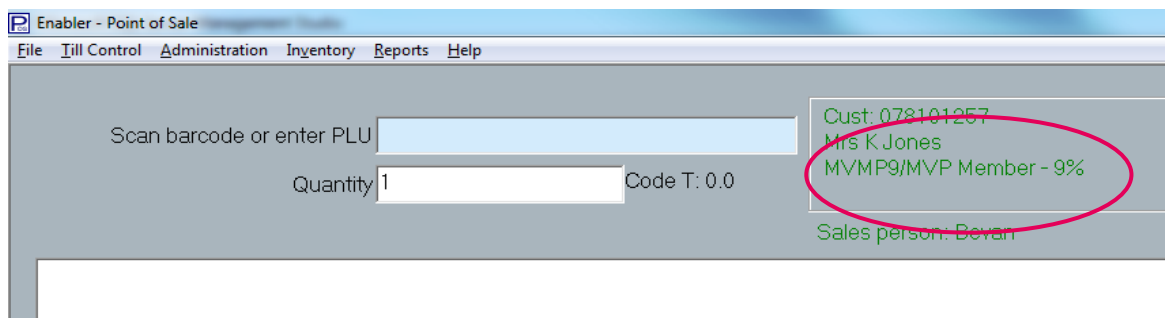 Enabler - Point of Sale
File Till Control Administration Inventory Reports Help
Scan barcode or enter PLU
Quantity 1 Code T: 0.0
Cust: 078101257
Mrs K Jones
MVMP9/MVP Member - 9%
Sales person: Bevan